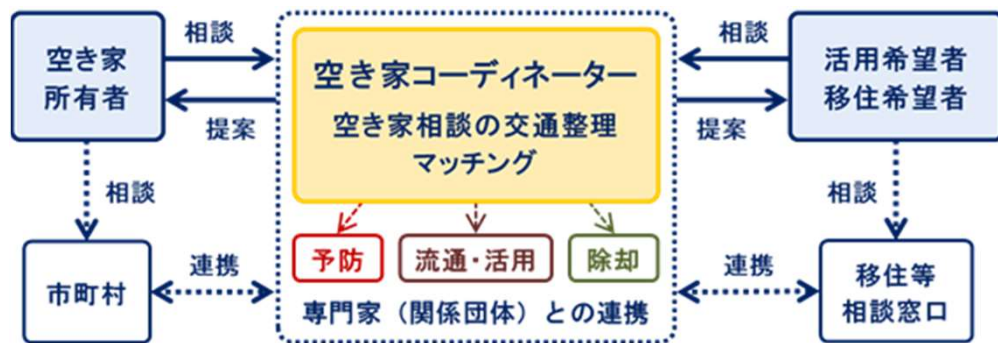 空き家
所有者
相談
提案
相談
市町村
連携
空き家コーディネーター
空き家相談の交通整理
マッチング
予防
流通・活用
除却
専門家（関係団体）との連携
相談
提案
活用希望者
移住希望者
相談
連携
移住等
相談窓口